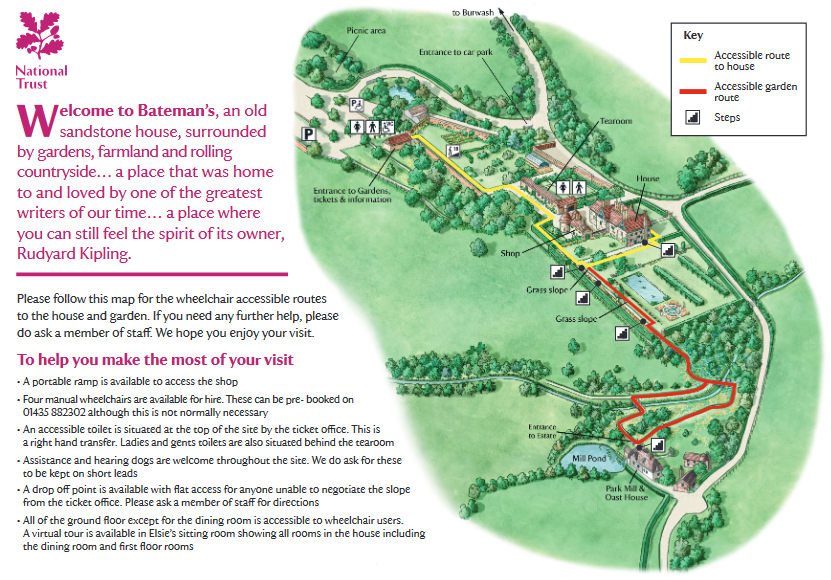 National
Trust
Welcome to Bateman's, an old
sandstone house, surrounded
by gardens, farmland and rolling
countryside... a place that was home
to and loved by one of the greatest
writers of our time... a place where
you can still feel the spirit of its owner,
Rudyard Kipling.
Please follow this map for the wheelchair accessible routes
to the house and garden. If you need any further help, please
do ask a member of staff. We hope you enjoy your visit.
To help you make the most of your visit
• A portable ramp is available to access the shop
• Four manual wheelchairs are available for hire. These can be pre- booked on
01435 882302 although this is not normally necessary
• An accessible toilet is situated at the top of the site by the ticket office. This is
a right hand transfer. Ladies and gents toilets are also situated behind the tearoom
• Assistance and hearing dogs are welcome throughout the site. We do ask for these
to be kept on short leads
• A drop off point is available with flat access for anyone unable to negotiate the slope
from the ticket office. Please ask a member of staff for directions
• All of the ground floor except for the dining room is accessible to wheelchair users.
A virtual tour is available in Elsie's sitting room showing all rooms in the house including
the dining room and first floor rooms
to Burwash
Picnic area
Entrance to car park
P
P
Tearoom
Entrance to Gardens,
tickets & information
House
Shop
Grass slope
Grass slope
Entrance
to Estate
Mill Pond
Park Mill &
Oast House
Key
Accessible route
to house
Accessible garden
route
Steps